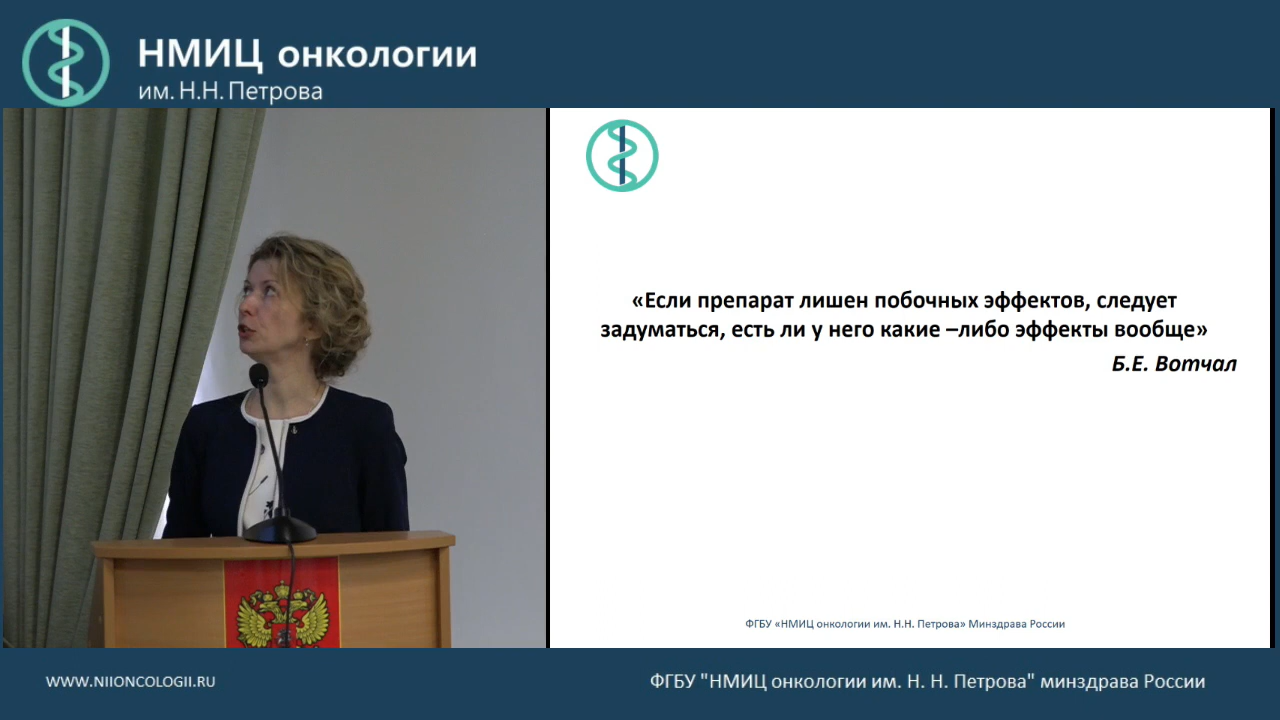 НМИЦ онкологии
им. Н.Н. Петрова
«Если препарат лишен побочных эффектов, следует
задуматься, есть ли у него какие –либо эффекты вообще»
Б.Е. Вотчал
ФГБУ «НМИЦ онкологии им. Н.Н. Петрова» Минздрава России
WWW.NIIONCOLOGII.RU
ФГБУ "НМИЦ онкологии им. Н. Н. Петрова" минздрава России